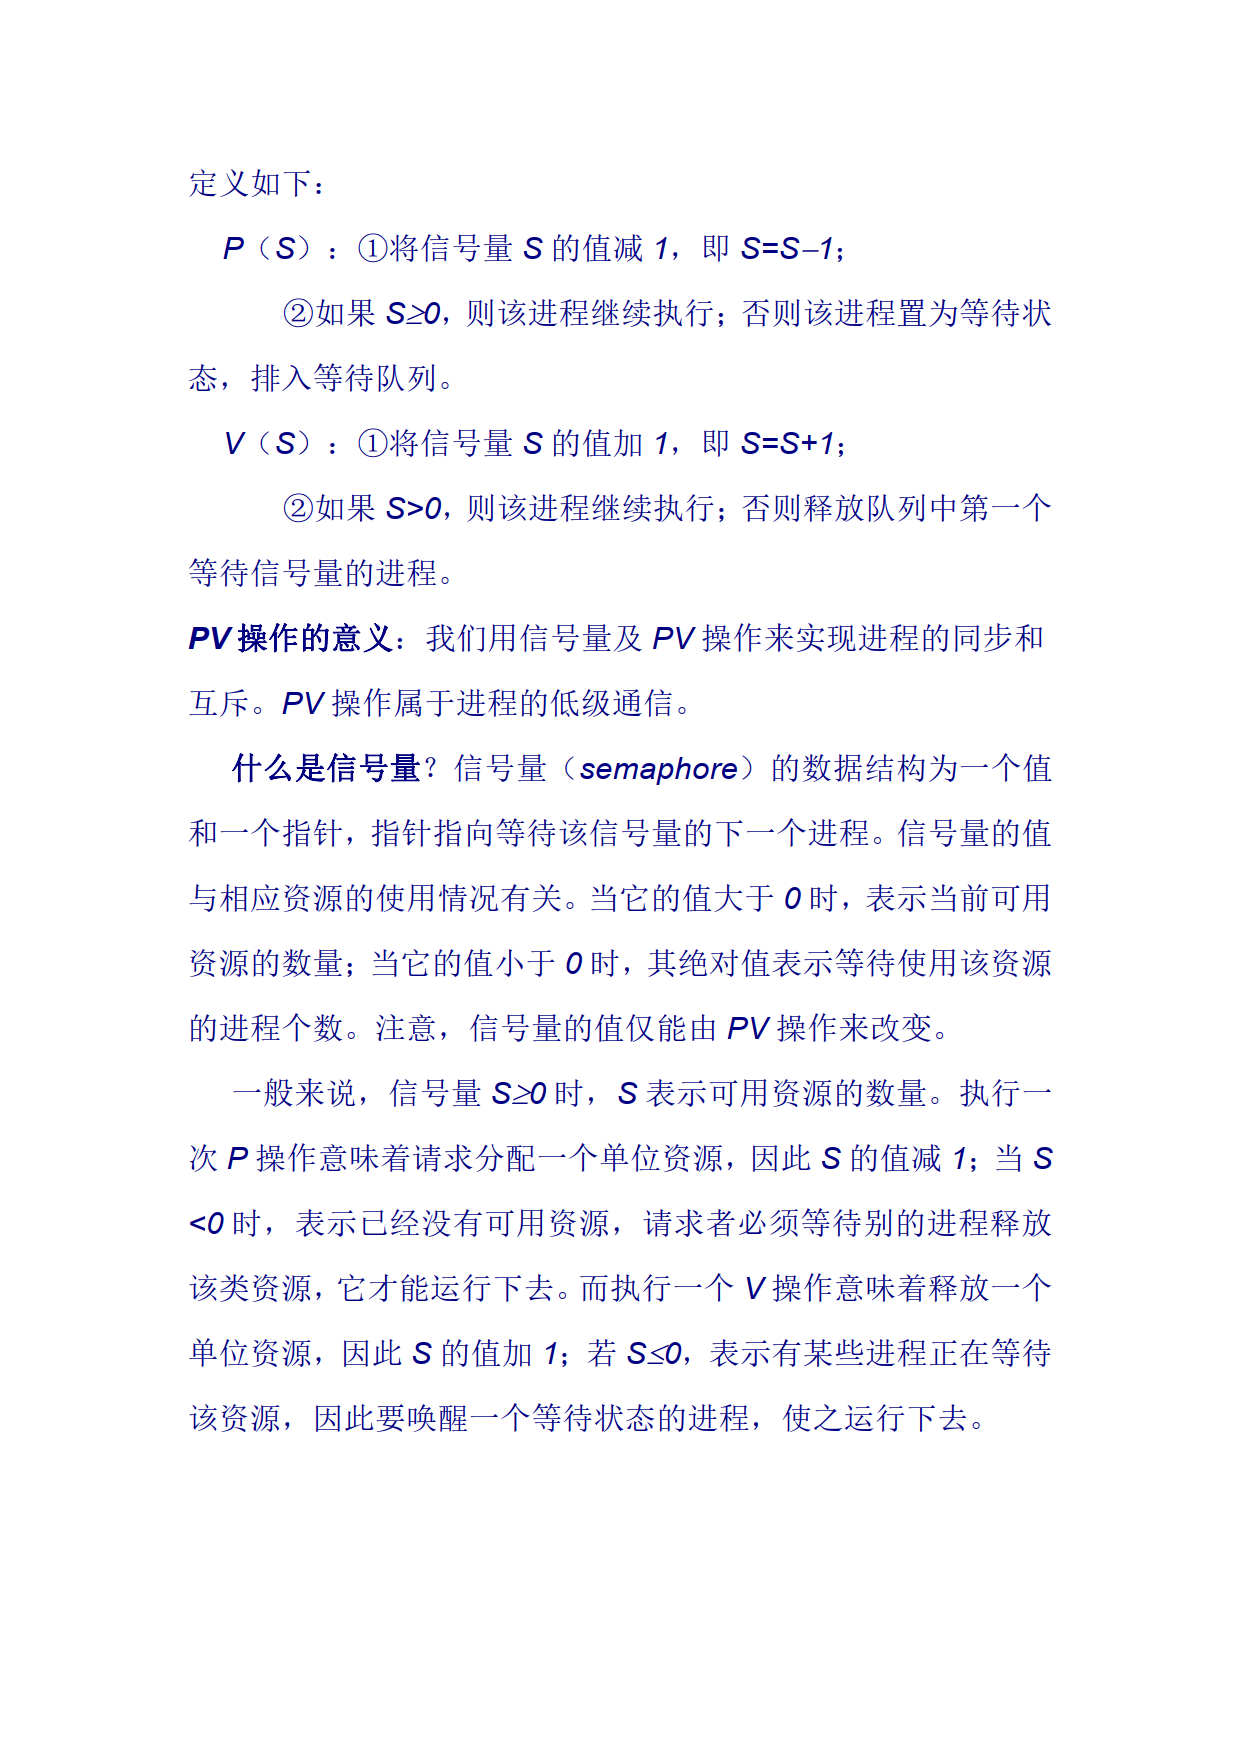 定义如下：
P（S）：①将信号量 S 的值减 1，即 S=S−1；
②如果 S≥0，则该进程继续执行；否则该进程置为等待状
态，排入等待队列。
V（S）：①将信号量 S 的值加 1，即 S=S+1；
②如果 S>0，则该进程继续执行；否则释放队列中第一个
等待信号量的进程。
PV 操作的意义：我们用信号量及 PV 操作来实现进程的同步和
互斥。PV 操作属于进程的低级通信。
什么是信号量？信号量（semaphore）的数据结构为一个值
和一个指针，指针指向等待该信号量的下一个进程。信号量的值
与相应资源的使用情况有关。当它的值大于 0 时，表示当前可用
资源的数量；当它的值小于 0 时，其绝对值表示等待使用该资源
的进程个数。注意，信号量的值仅能由 PV 操作来改变。
一般来说，信号量 S≥0 时，S 表示可用资源的数量。执行一
次 P 操作意味着请求分配一个单位资源，因此 S 的值减 1；当 S
<0 时，表示已经没有可用资源，请求者必须等待别的进程释放
该类资源，它才能运行下去。而执行一个 V 操作意味着释放一个
单位资源，因此 S 的值加 1；若 S≤0，表示有某些进程正在等待
该资源，因此要唤醒一个等待状态的进程，使之运行下去。